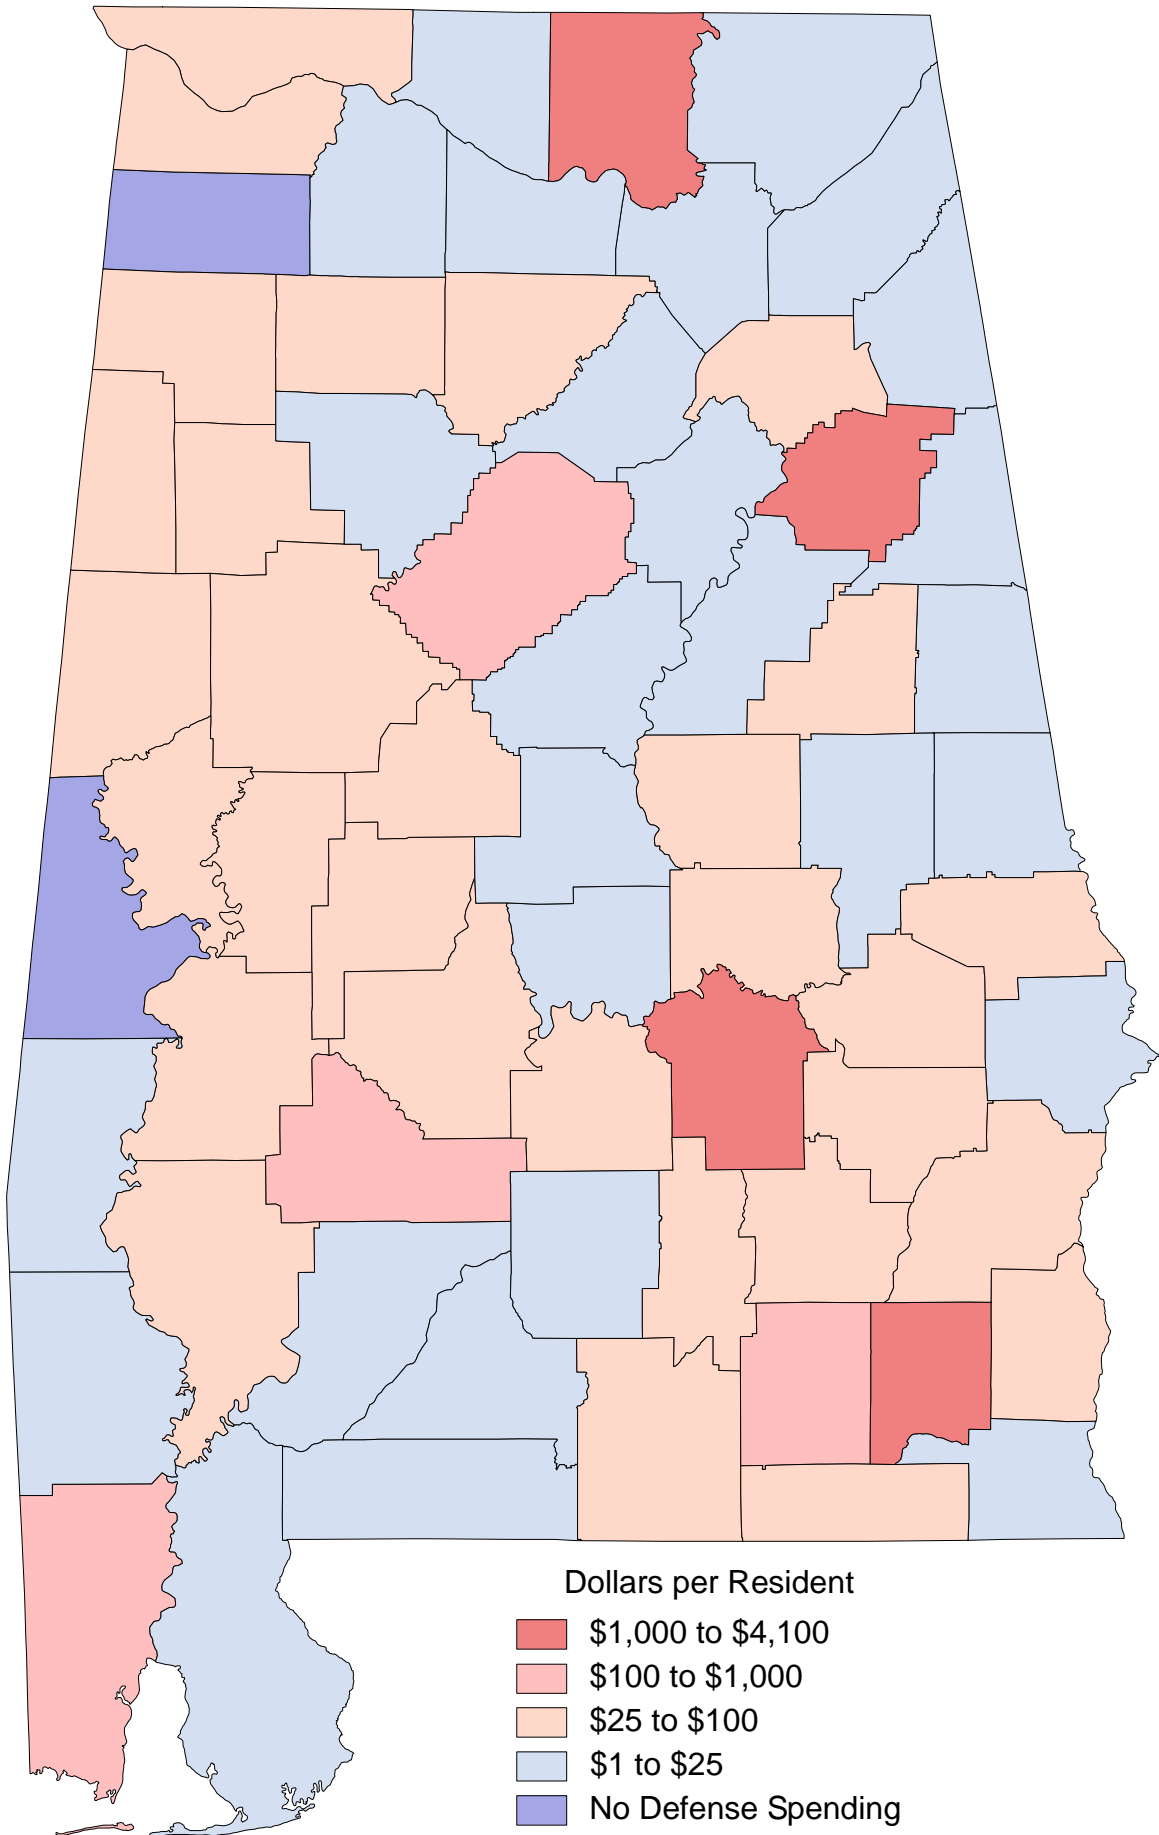 Dollars per Resident
$1,000 to $4,100
$100 to $1,000
$25 to $100
$1 to $25
No Defense Spending